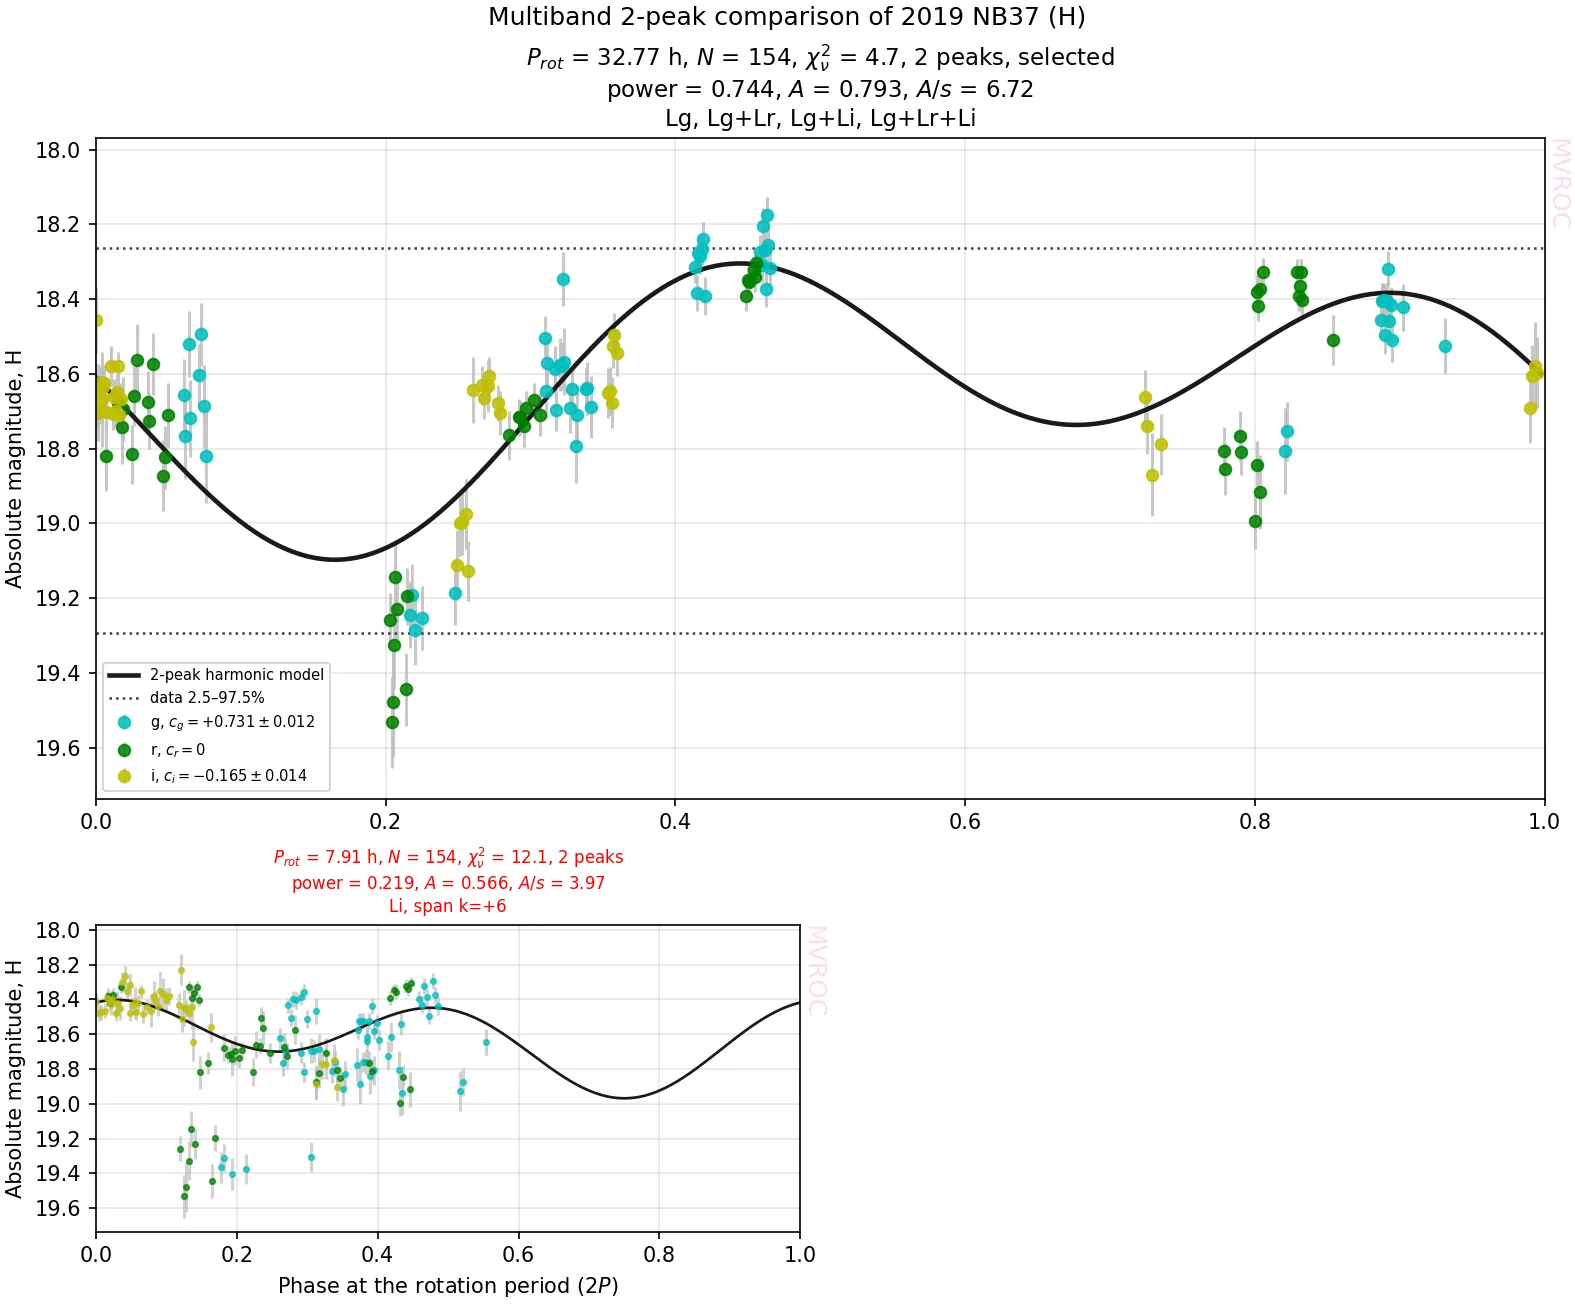 Multiband 2-peak comparison of 2019 NB37 (H)
P_rot = 32.77 h, N = 154, χ²_ν = 4.7, 2 peaks, selected
power = 0.744, A = 0.793, A/s = 6.72
Lg, Lg+Lr, Lg+Li, Lg+Lr+Li
MVROC
Absolute magnitude, H
18.0
18.2
18.4
18.6
18.8
19.0
19.2
19.4
19.6
2-peak harmonic model
data 2.5–97.5%
g, c_g = +0.731 ± 0.012
r, c_r = 0
i, c_i = −0.165 ± 0.014
0.0 0.2 0.4 0.6 0.8 1.0
P_rot = 7.91 h, N = 154, χ²_ν = 12.1, 2 peaks
power = 0.219, A = 0.566, A/s = 3.97
Li, span k=+6
MVROC
Absolute magnitude, H
18.0
18.2
18.4
18.6
18.8
19.0
19.2
19.4
19.6
0.0 0.2 0.4 0.6 0.8 1.0
Phase at the rotation period (2P)